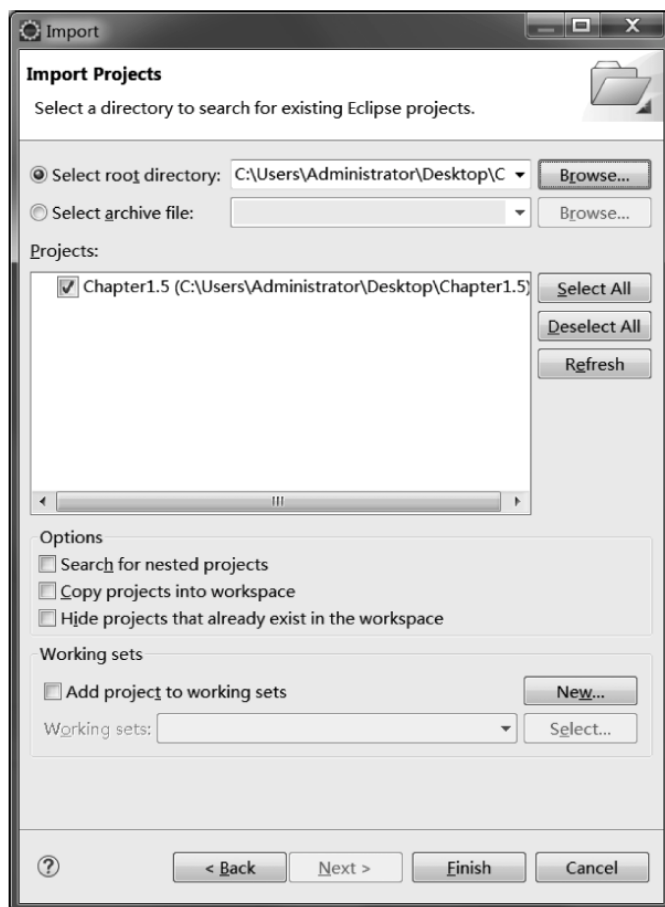 Import
Import Projects
Select a directory to search for existing Eclipse projects.
Select root directory: C:\Users\Administrator\Desktop\C Browse...
Select archive file: Browse...
Projects:
Chapter1.5 (C:\Users\Administrator\Desktop\Chapter1.5) Select All
Deselect All
Refresh
Options
Search for nested projects
Copy projects into workspace
Hide projects that already exist in the workspace
Working sets
Add project to working sets New...
Working sets: Select...
< Back Next > Finish Cancel